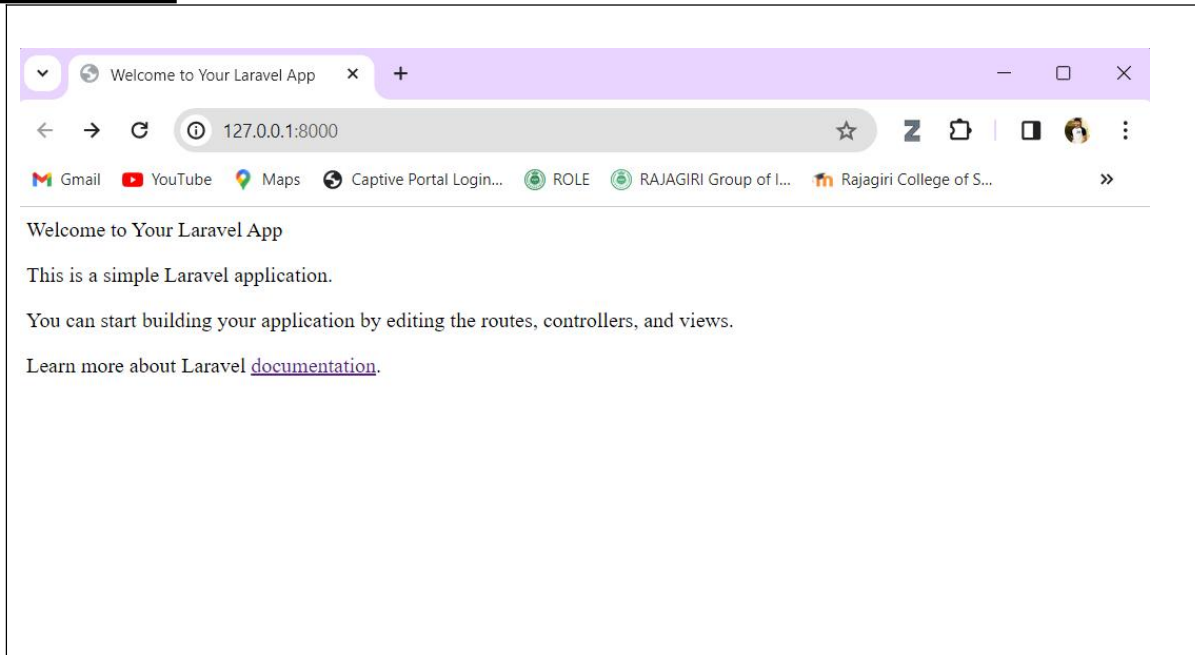 Welcome to Your Laravel App
127.0.0.1:8000
Gmail YouTube Maps Captive Portal Login... ROLE RAJAGIRI Group of I... Rajagiri College of S...
Welcome to Your Laravel App
This is a simple Laravel application.
You can start building your application by editing the routes, controllers, and views.
Learn more about Laravel documentation.